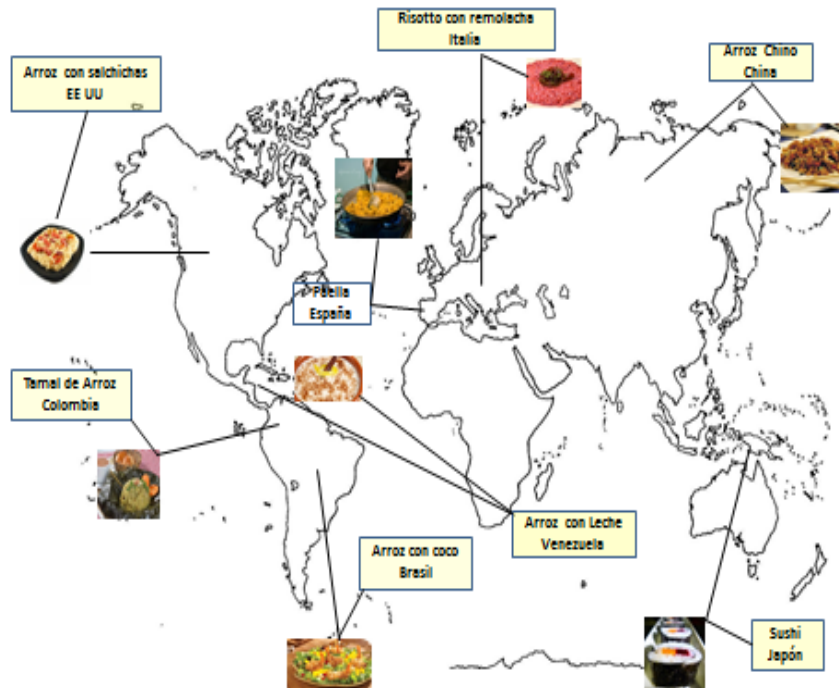 Risotto con remolacha
Italia
Arroz con salchichas
EE UU
Arroz Chino
China
Paella
España
Tamal de Arroz
Colombia
Arroz con Leche
Venezuela
Arroz con coco
Brasil
Sushi
Japón